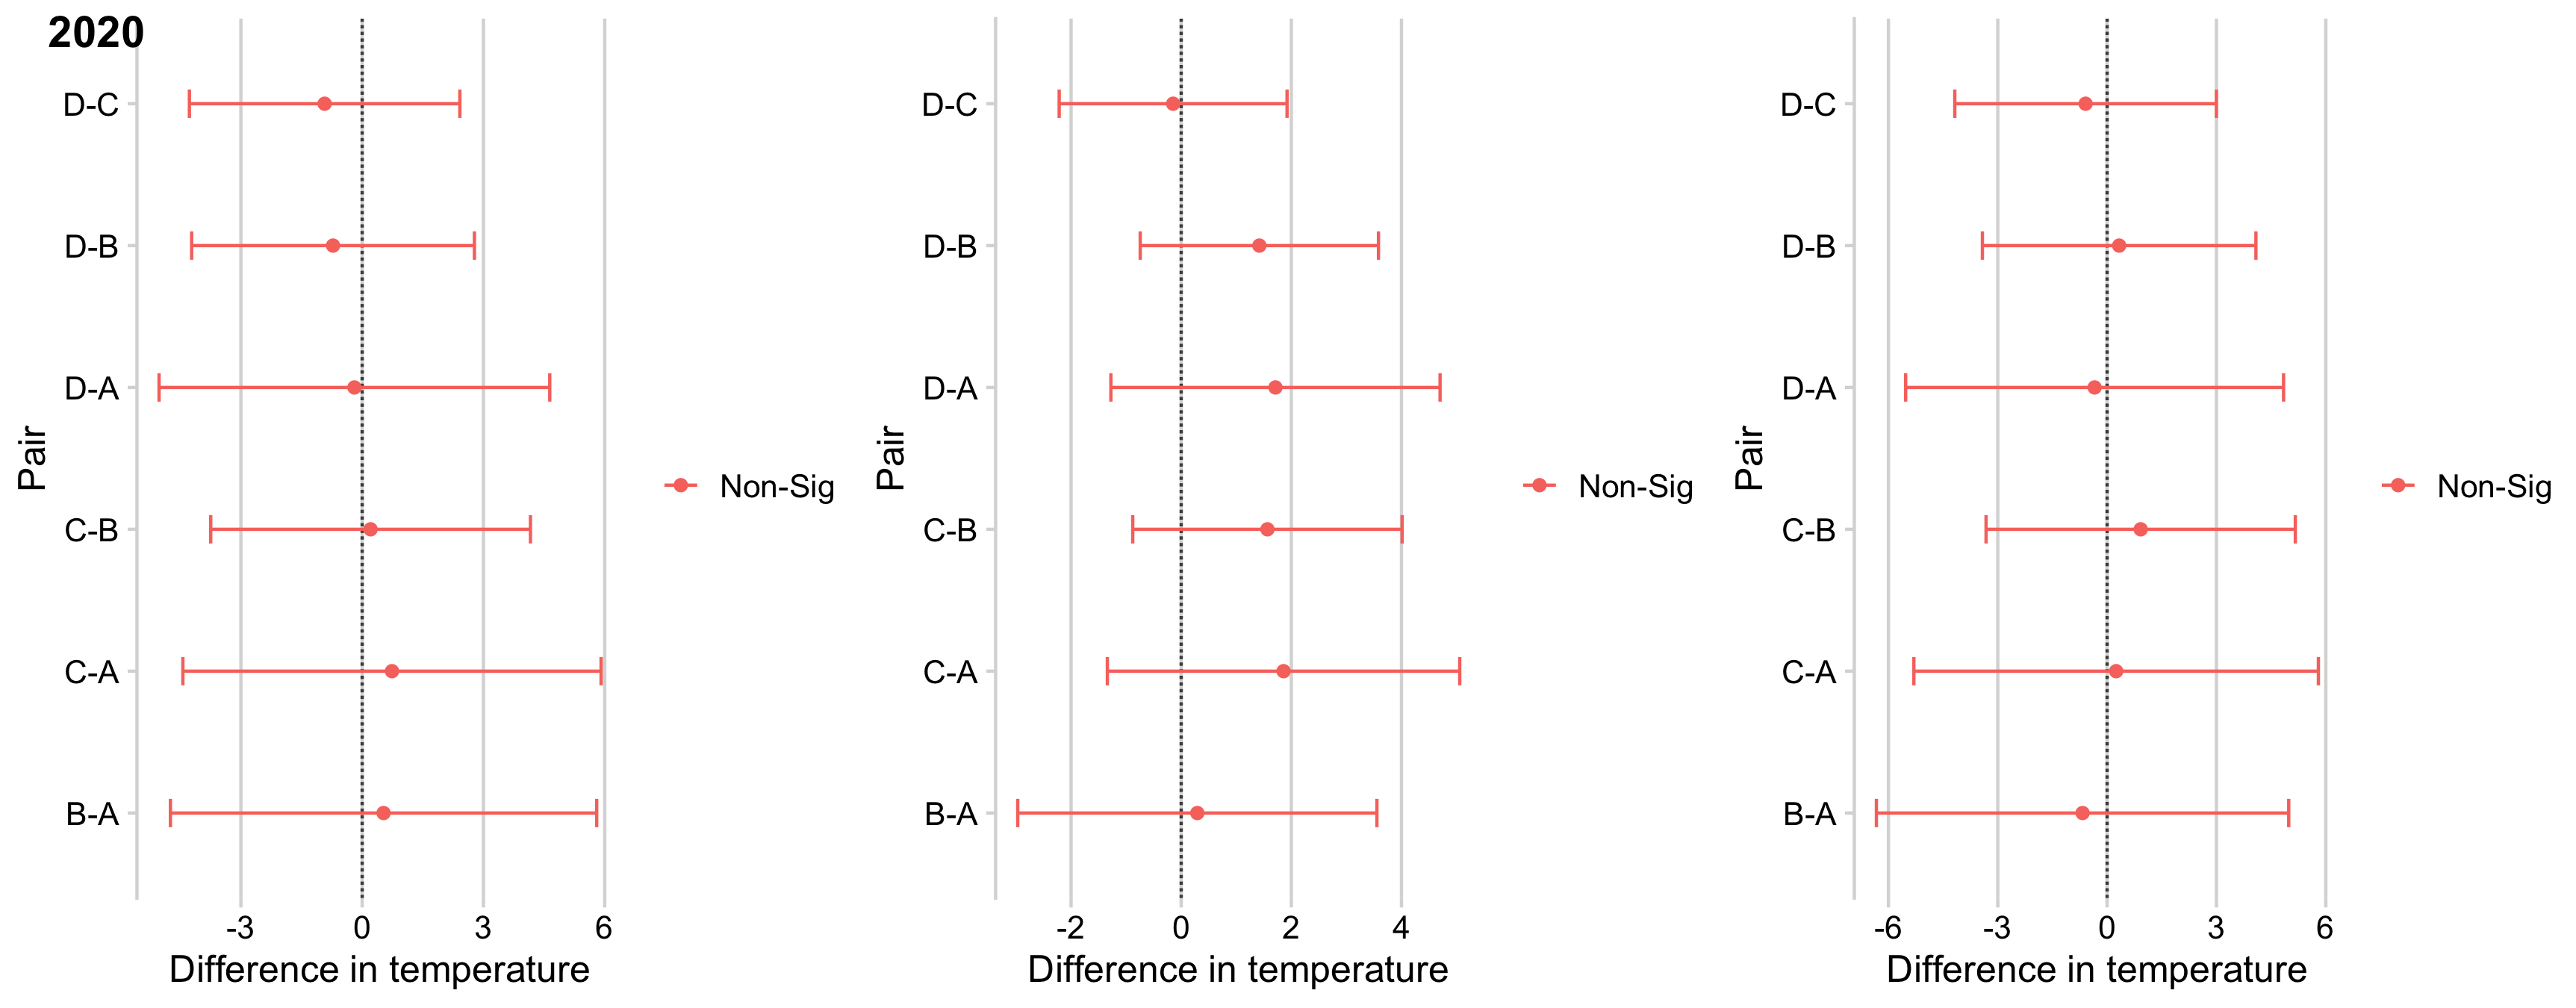 2020
D-C
D-B
D-A
C-B
C-A
B-A
Pair
-3 0 3 6
Difference in temperature
Non-Sig
D-C
D-B
D-A
C-B
C-A
B-A
Pair
-2 0 2 4
Difference in temperature
Non-Sig
D-C
D-B
D-A
C-B
C-A
B-A
Pair
-6 -3 0 3 6
Difference in temperature
Non-Sig